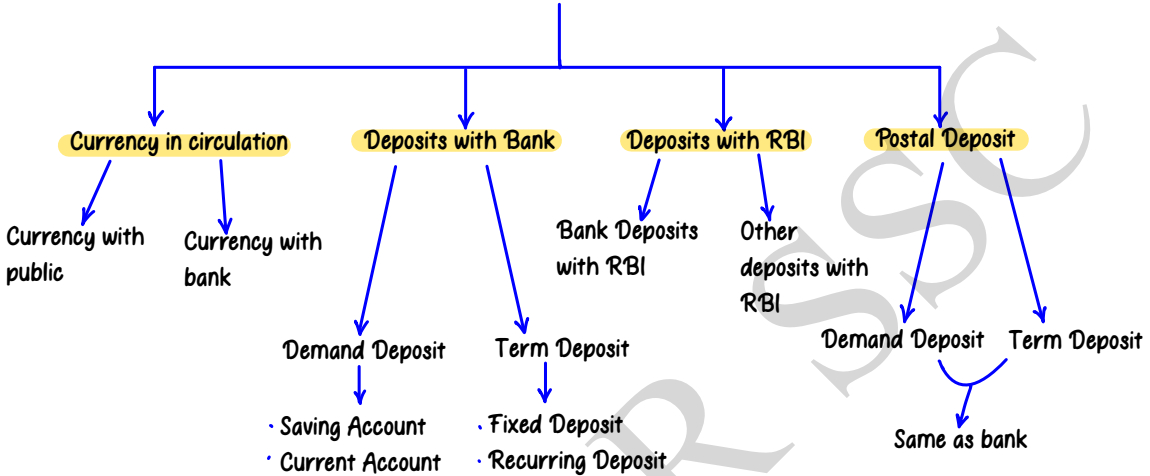 Currency in circulation
Deposits with Bank
Deposits with RBI
Postal Deposit
Currency with
public
Currency with
bank
Bank Deposits
with RBI
Other
deposits with
RBI
Demand Deposit
Term Deposit
Demand Deposit
Term Deposit
· Saving Account
· Current Account
· Fixed Deposit
· Recurring Deposit
Same as bank
R SSC